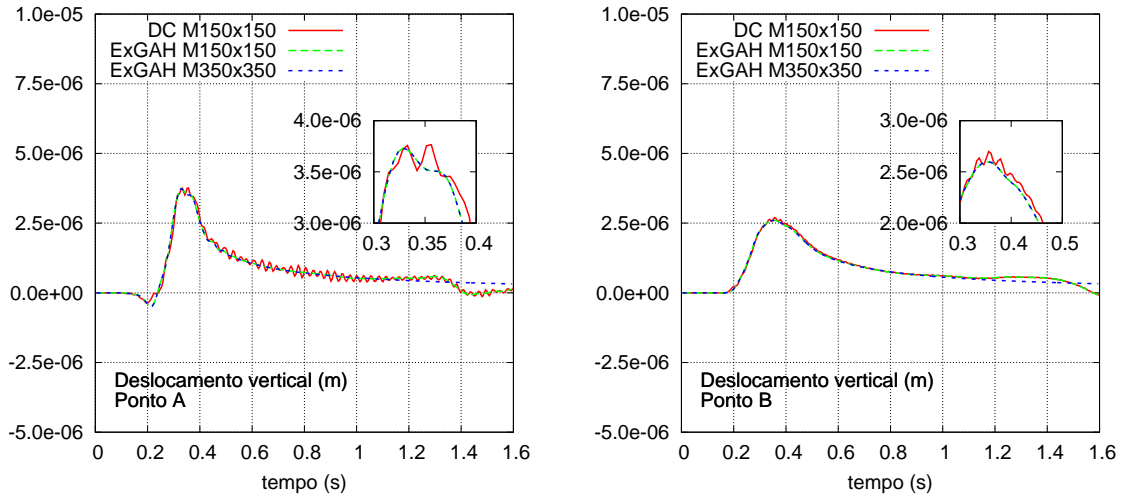 1.0e-05
7.5e-06
5.0e-06
2.5e-06
0.0e+00
-2.5e-06
-5.0e-06
DC M150x150
ExGAH M150x150
ExGAH M350x350
4.0e-06
3.5e-06
3.0e-06
0.3 0.35 0.4
Deslocamento vertical (m)
Ponto A
0 0.2 0.4 0.6 0.8 1.0 1.2 1.4 1.6
tempo (s)
1.0e-05
7.5e-06
5.0e-06
2.5e-06
0.0e+00
-2.5e-06
-5.0e-06
DC M150x150
ExGAH M150x150
ExGAH M350x350
3.0e-06
2.5e-06
2.0e-06
0.3 0.4 0.5
Deslocamento vertical (m)
Ponto B
0 0.2 0.4 0.6 0.8 1.0 1.2 1.4 1.6
tempo (s)